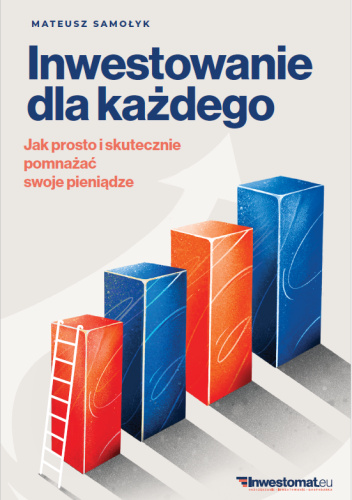 MATEUSZ SAMOŁYK
Inwestowanie
dla każdego
Jak prosto i skutecznie
pomnażać
swoje pieniądze
Inwestomat.eu